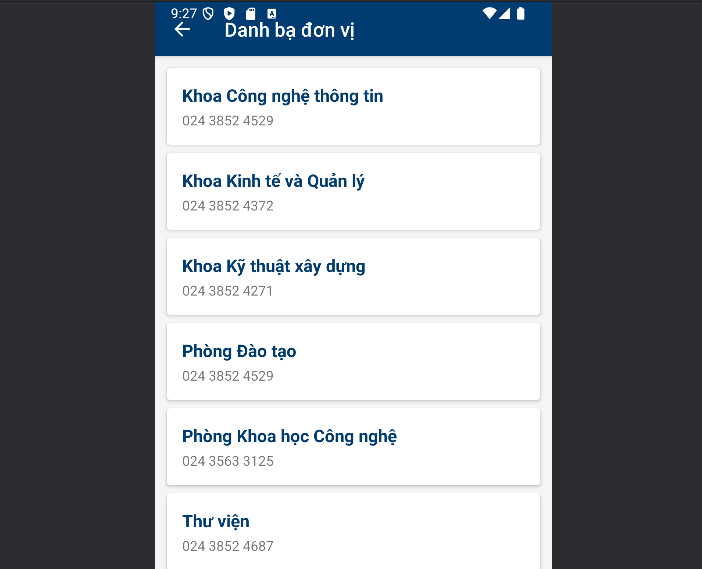 9:27
Danh bạ đơn vị
Khoa Công nghệ thông tin
024 3852 4529
Khoa Kinh tế và Quản lý
024 3852 4372
Khoa Kỹ thuật xây dựng
024 3852 4271
Phòng Đào tạo
024 3852 4529
Phòng Khoa học Công nghệ
024 3563 3125
Thư viện
024 3852 4687